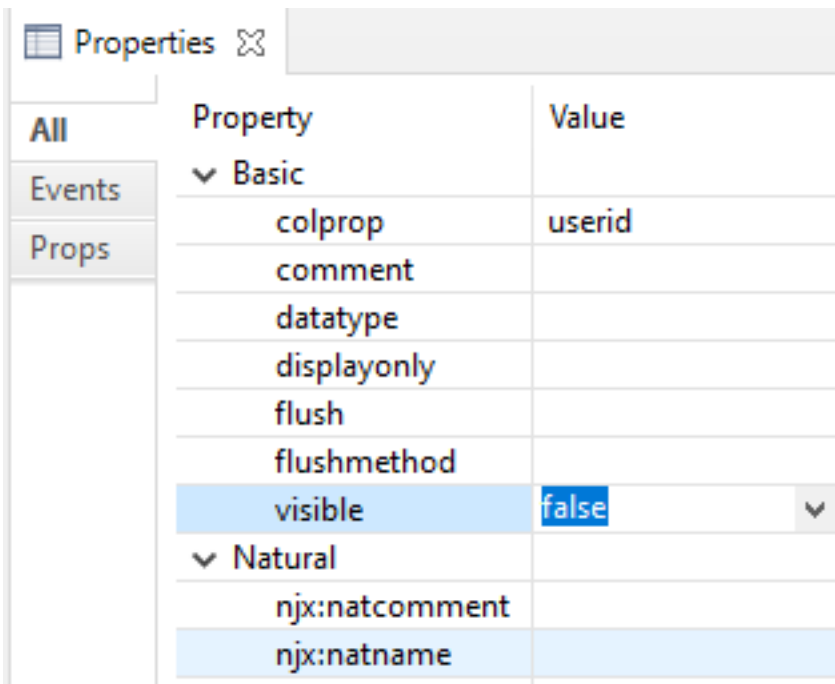 Properties
All
Events
Props
Property Value
Basic
colprop userid
comment
datatype
displayonly
flush
flushmethod
visible false
Natural
njx:natcomment
njx:natname